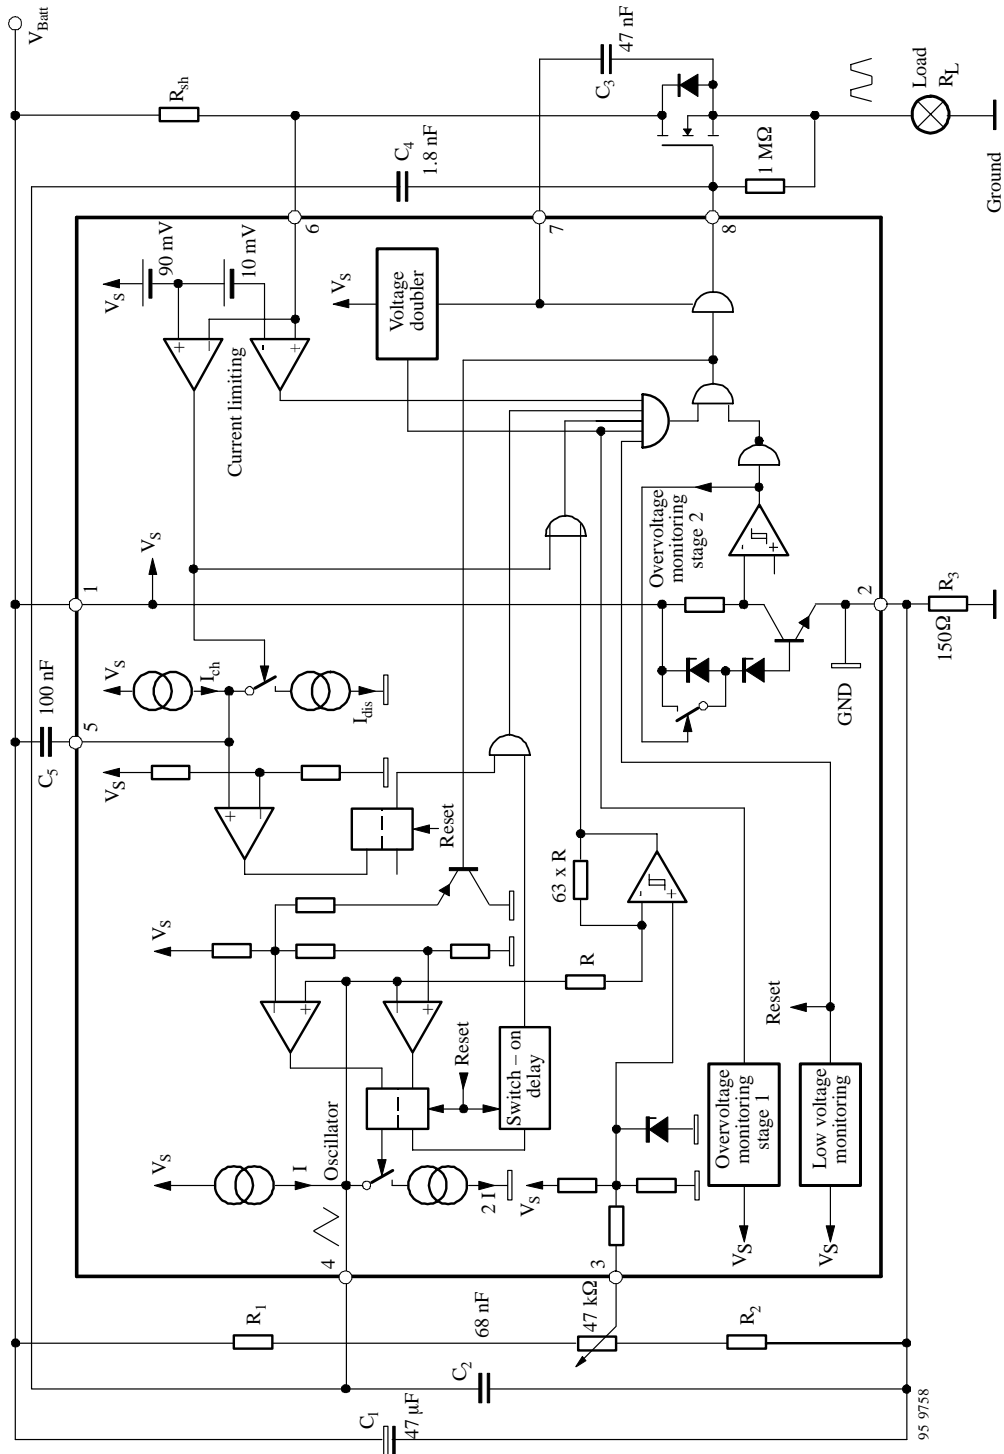 V_Batt
R_sh
C_3
47 nF
Load
R_L
C_4
1.8 nF
1 MΩ
Ground
6
7
8
V_S
90 mV
10 mV
V_S
Voltage
doubler
Current limiting
1
V_S
Overvoltage
monitoring
stage 2
2
R_3
150Ω
GND
C_5
100 nF
5
V_S
I_ch
I_dis
V_S
Reset
63 x R
R
V_S
Reset
Switch – on
delay
Reset
Oscillator
V_S
I
2 I
V_S
Overvoltage
monitoring
stage 1
Low voltage
monitoring
V_S
V_S
4
3
R_1
68 nF
47 kΩ
R_2
C_2
C_1
47 μF
95 9758